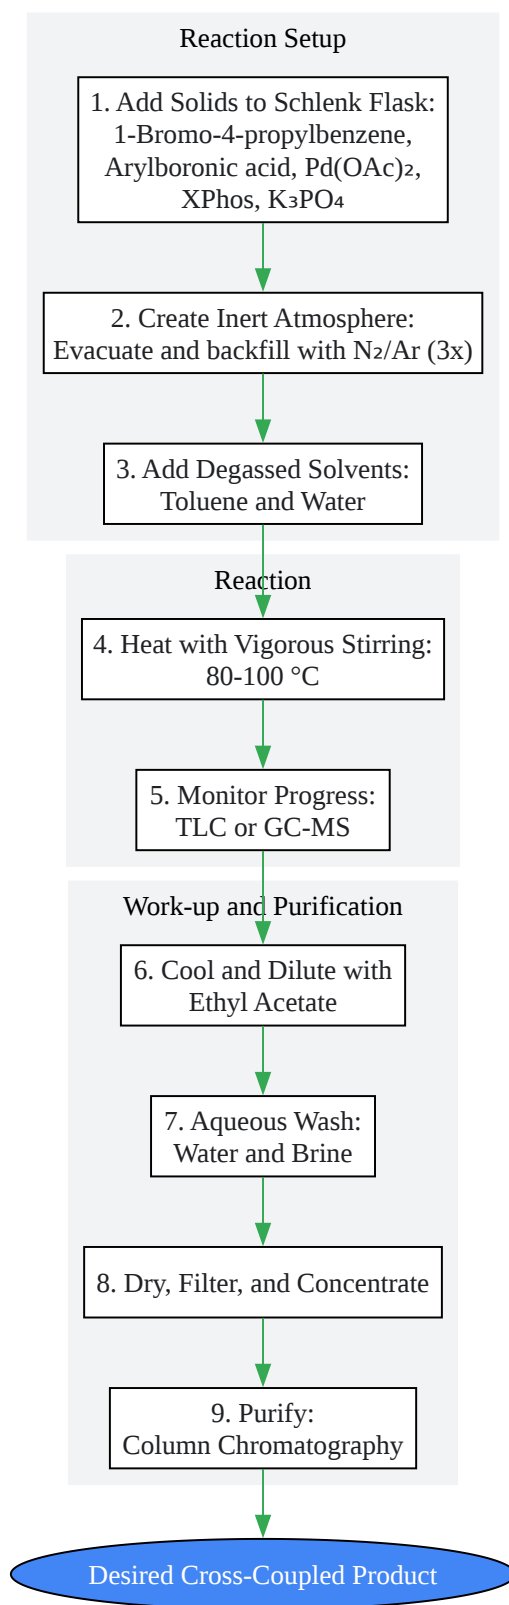 Reaction Setup
1. Add Solids to Schlenk Flask:
1-Bromo-4-propylbenzene,
Arylboronic acid, Pd(OAc)₂,
XPhos, K₃PO₄
2. Create Inert Atmosphere:
Evacuate and backfill with N₂/Ar (3x)
3. Add Degassed Solvents:
Toluene and Water
Reaction
4. Heat with Vigorous Stirring:
80-100 °C
5. Monitor Progress:
TLC or GC-MS
Work-up and Purification
6. Cool and Dilute with
Ethyl Acetate
7. Aqueous Wash:
Water and Brine
8. Dry, Filter, and Concentrate
9. Purify:
Column Chromatography
Desired Cross-Coupled Product